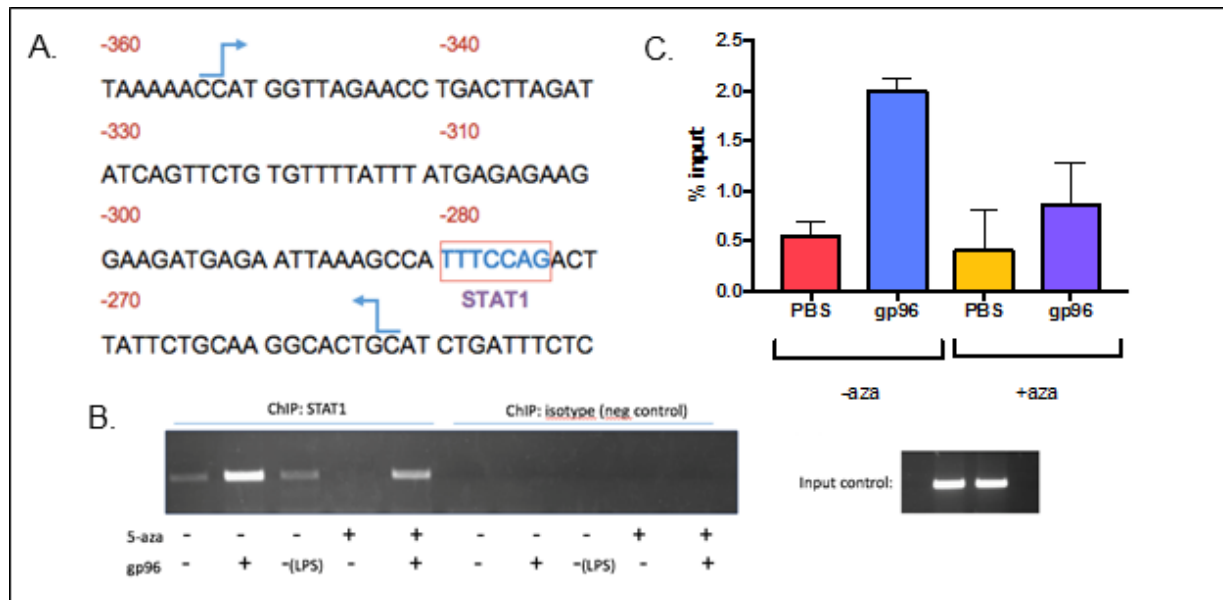 A.
-360 -340
TAAAAACCAT GGTTAGAACC TGACTTAGAT
-330 -310
ATCAGTTCTG TGTTTTATTT ATGAGAGAAG
-300 -280
GAAGATGAGA ATTAAAGCCA TTTCCAGACT
-270 STAT1
TATTCTGCAA GGCACTGCAT CTGATTTCTC
C.
% input
2.5
2.0
1.5
1.0
0.5
0.0
PBS gp96 PBS gp96
-aza +aza
B.
ChIP: STAT1 ChIP: isotype (neg control)
5-aza - - - + + - - - + +
gp96 - + -(LPS) - + - + -(LPS) - +
Input control: